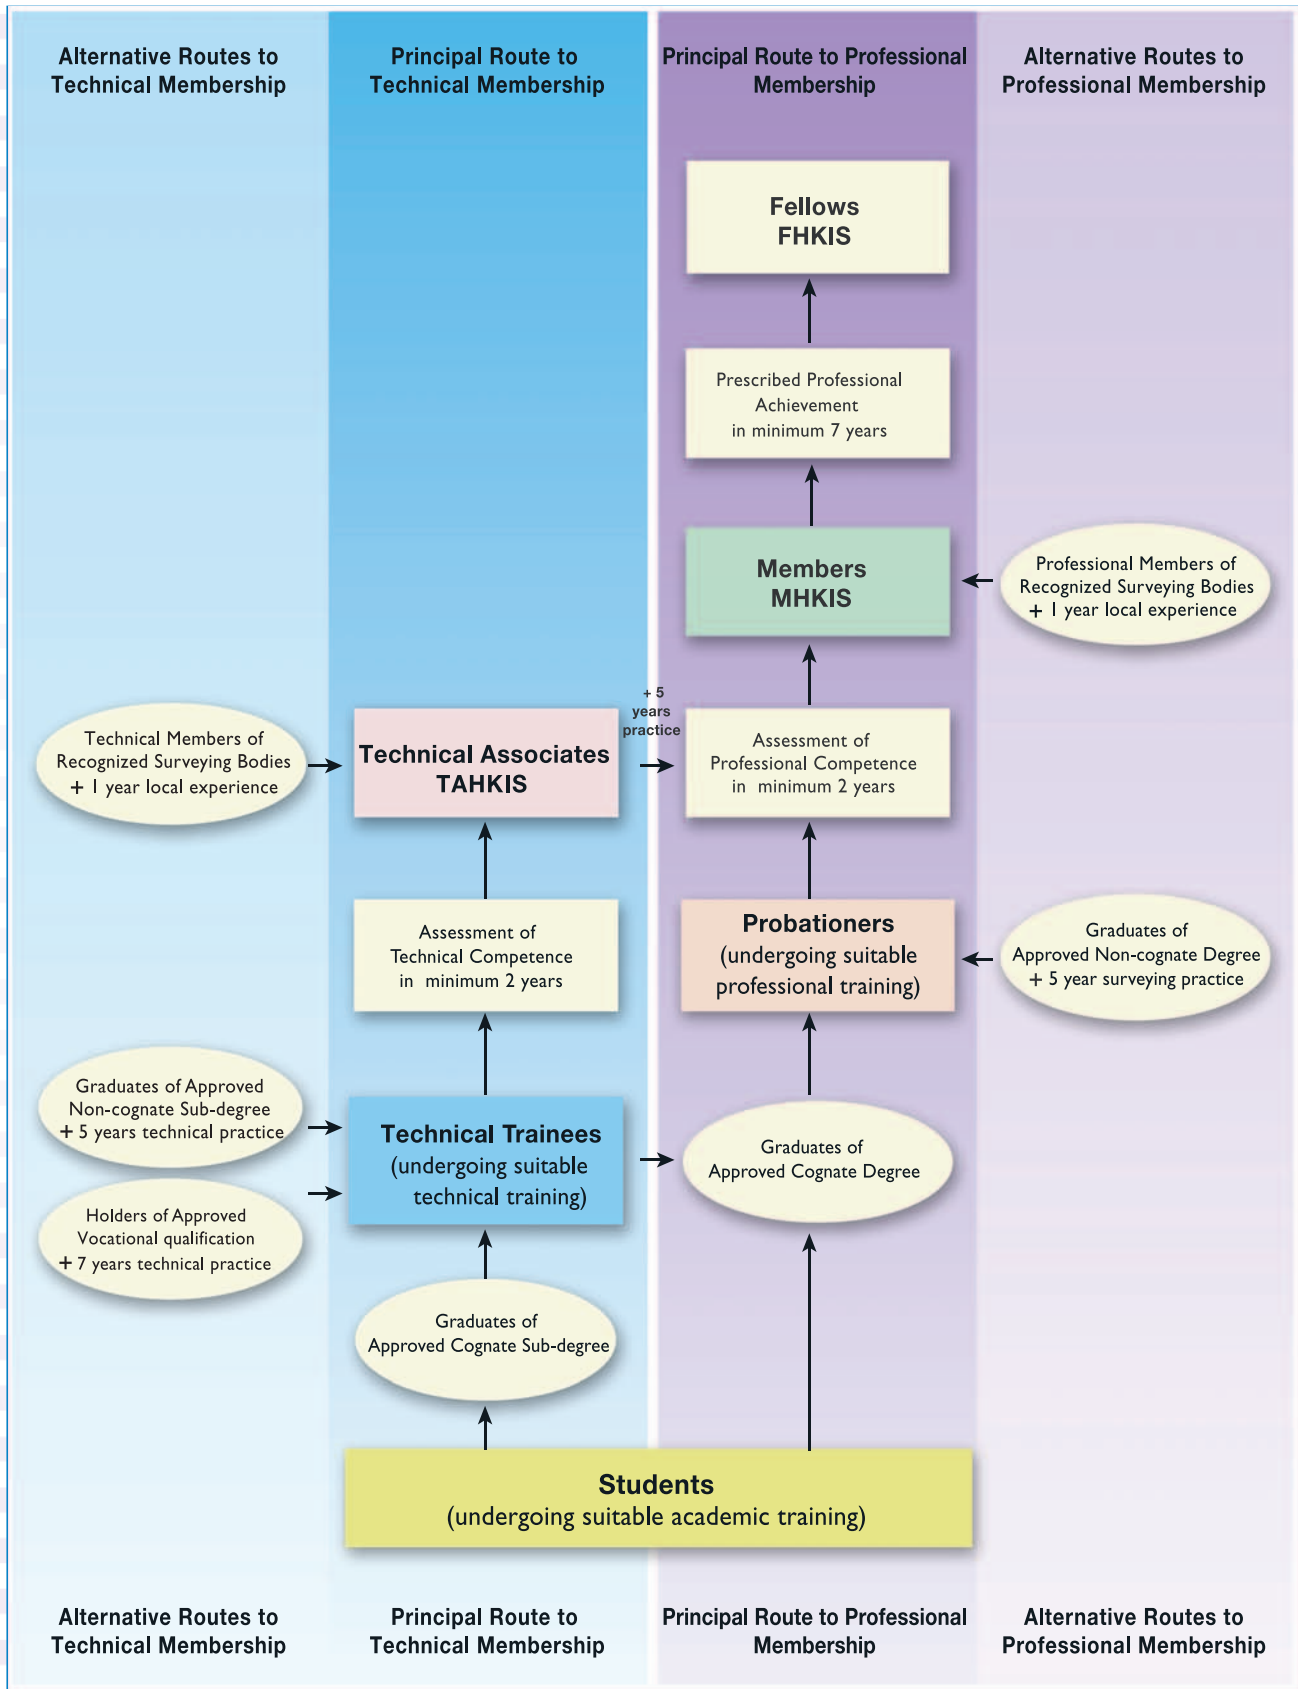 Alternative Routes to
Technical Membership
Principal Route to
Technical Membership
Principal Route to Professional
Membership
Alternative Routes to
Professional Membership
Fellows
FHKIS
Prescribed Professional
Achievement
in minimum 7 years
Members
MHKIS
Professional Members of
Recognized Surveying Bodies
+ 1 year local experience
Technical Members of
Recognized Surveying Bodies
+ 1 year local experience
Technical Associates
TAHKIS
+ 5
years
practice
Assessment of
Professional Competence
in minimum 2 years
Assessment of
Technical Competence
in minimum 2 years
Probationers
(undergoing suitable
professional training)
Graduates of
Approved Non-cognate Degree
+ 5 year surveying practice
Graduates of Approved
Non-cognate Sub-degree
+ 5 years technical practice
Holders of Approved
Vocational qualification
+ 7 years technical practice
Technical Trainees
(undergoing suitable
technical training)
Graduates of
Approved Cognate Degree
Graduates of
Approved Cognate Sub-degree
Students
(undergoing suitable academic training)
Alternative Routes to
Technical Membership
Principal Route to
Technical Membership
Principal Route to Professional
Membership
Alternative Routes to
Professional Membership